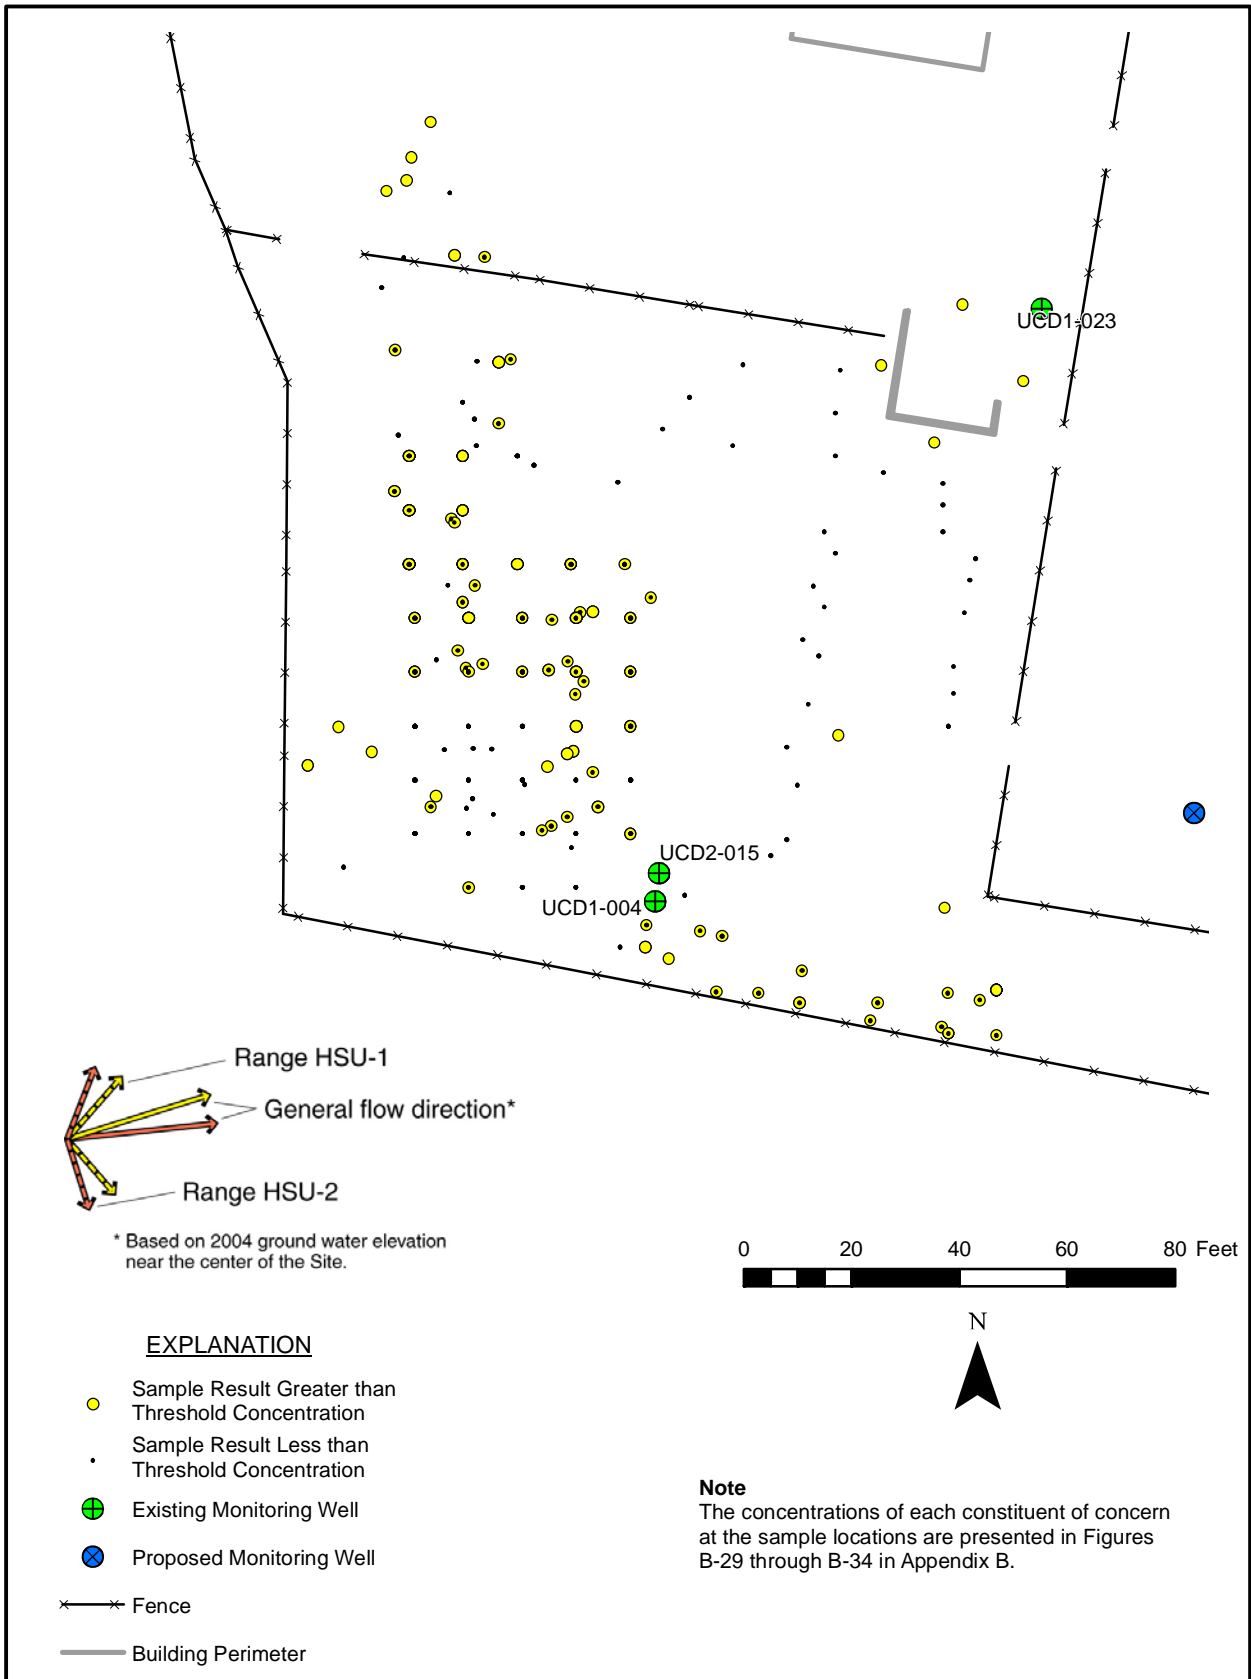 UCD1-023
UCD2-015
UCD1-004
Range HSU-1
General flow direction*
Range HSU-2
* Based on 2004 ground water elevation
near the center of the Site.
0 20 40 60 80 Feet
N
EXPLANATION
Sample Result Greater than
Threshold Concentration
Sample Result Less than
Threshold Concentration
Existing Monitoring Well
Proposed Monitoring Well
Fence
Building Perimeter
Note
The concentrations of each constituent of concern
at the sample locations are presented in Figures
B-29 through B-34 in Appendix B.